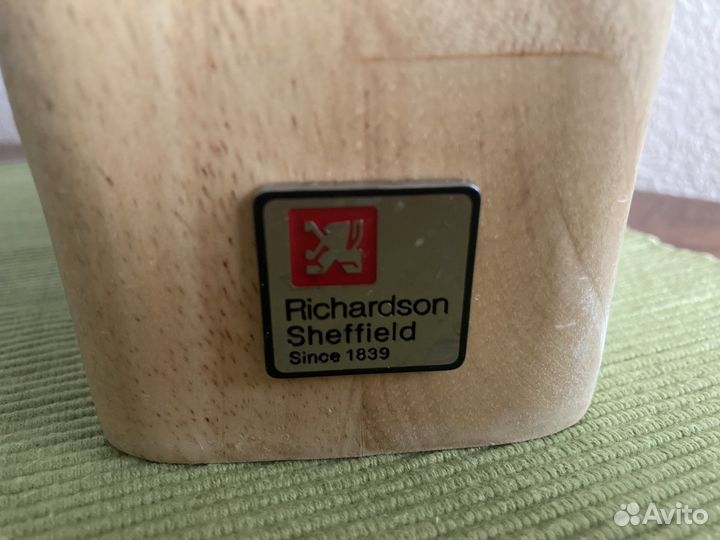 Richardson
Sheffield
Since 1839
Avito